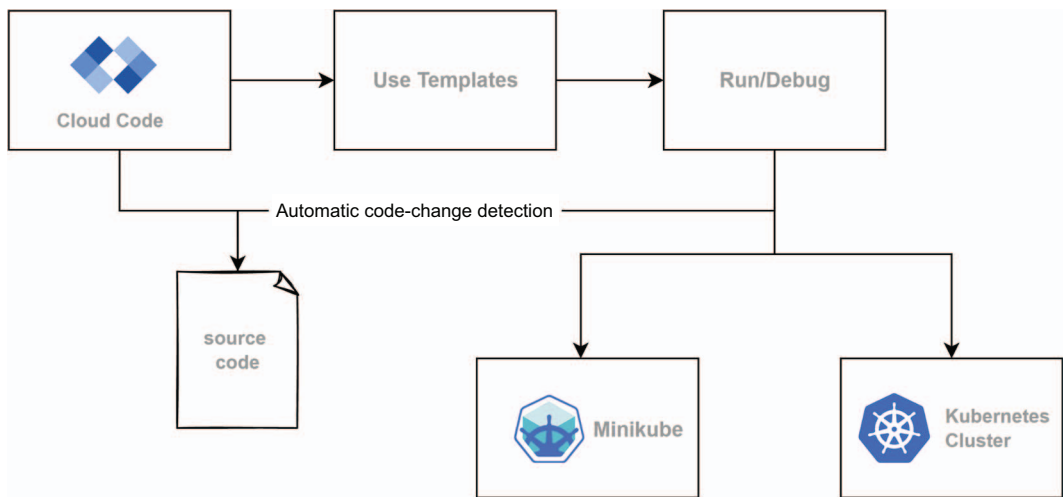 Cloud Code
Use Templates
Run/Debug
Automatic code-change detection
source
code
Minikube
Kubernetes
Cluster